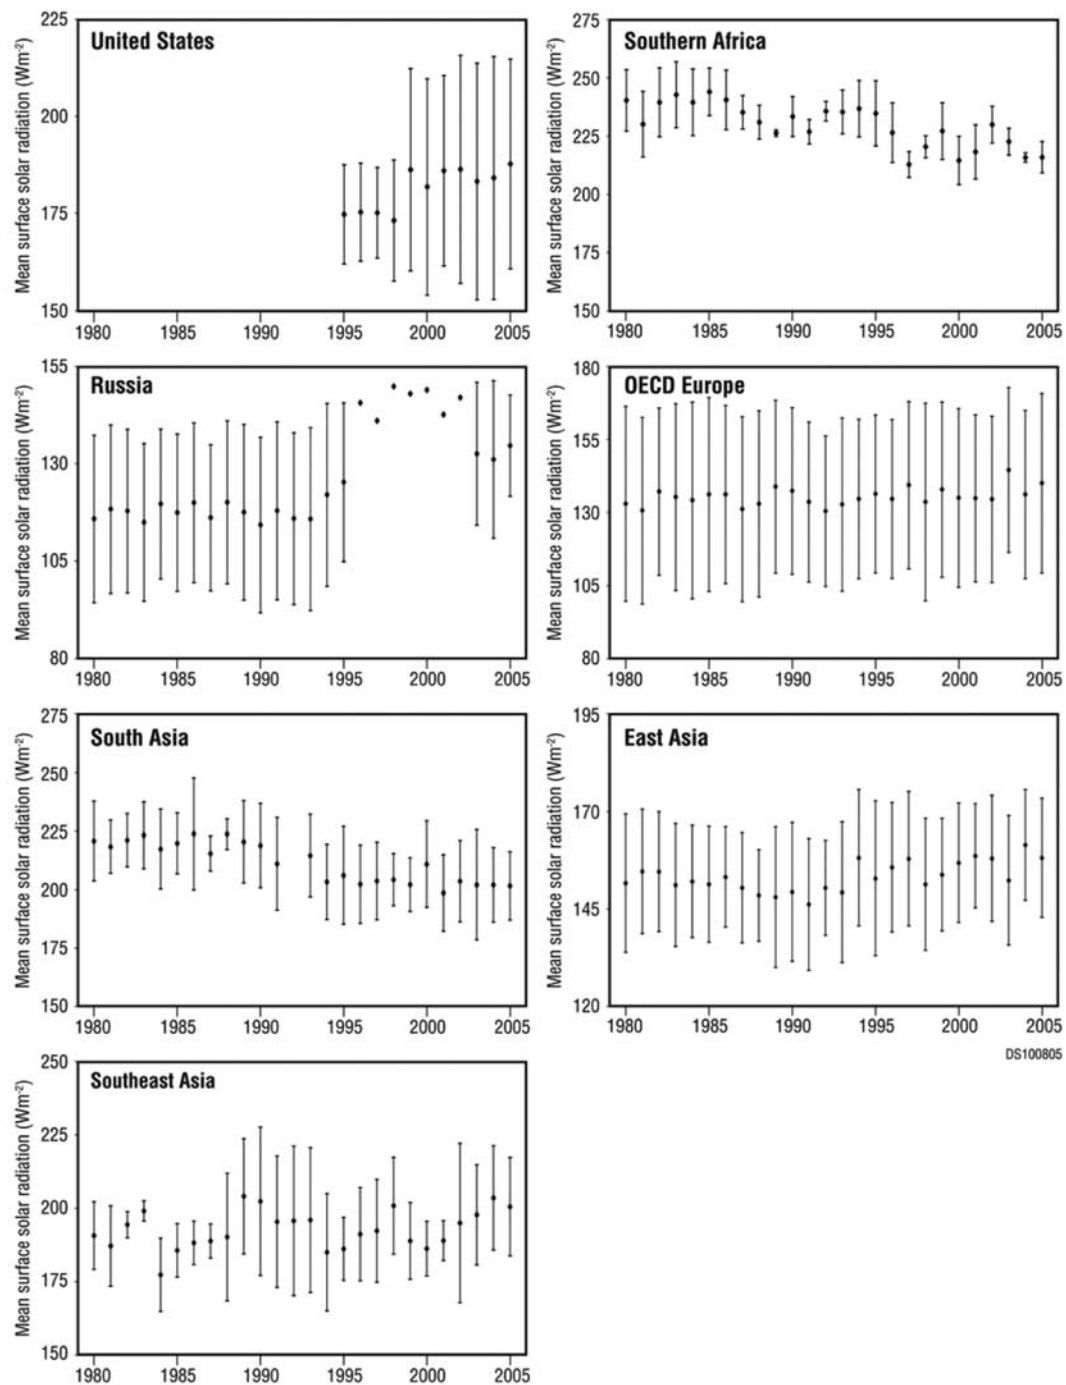 United States
Mean surface solar radiation (Wm-2)
225
200
175
150
1980 1985 1990 1995 2000 2005
Southern Africa
Mean surface solar radiation (Wm-2)
275
250
225
200
175
150
1980 1985 1990 1995 2000 2005
Russia
Mean surface solar radiation (Wm-2)
155
130
105
80
1980 1985 1990 1995 2000 2005
OECD Europe
Mean surface solar radiation (Wm-2)
180
155
130
105
80
1980 1985 1990 1995 2000 2005
South Asia
Mean surface solar radiation (Wm-2)
275
250
225
200
175
150
1980 1985 1990 1995 2000 2005
East Asia
Mean surface solar radiation (Wm-2)
195
170
145
120
1980 1985 1990 1995 2000 2005
DS100805
Southeast Asia
Mean surface solar radiation (Wm-2)
250
225
200
175
150
1980 1985 1990 1995 2000 2005